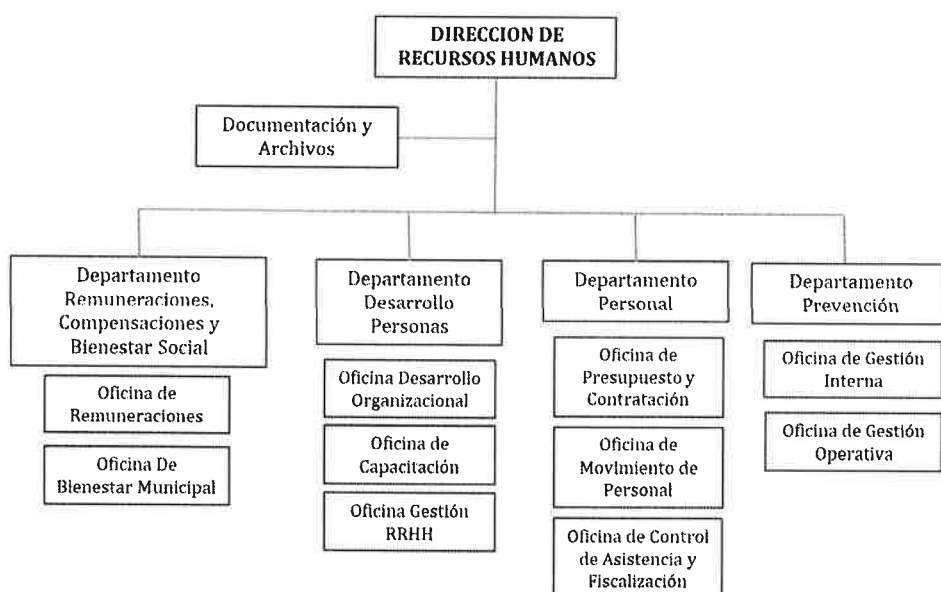 DIRECCION DE
RECURSOS HUMANOS
Documentación y
Archivos
Departamento
Remuneraciones,
Compensaciones y
Bienestar Social
Oficina de
Remuneraciones
Oficina De
Bienestar Municipal
Departamento
Desarrollo
Personas
Oficina Desarrollo
Organizacional
Oficina de
Capacitación
Oficina Gestión
RRHH
Departamento
Personal
Oficina de
Presupuesto y
Contratación
Oficina de
Movimiento de
Personal
Oficina de Control
de Asistencia y
Fiscalización
Departamento
Prevención
Oficina de Gestión
Interna
Oficina de Gestión
Operativa